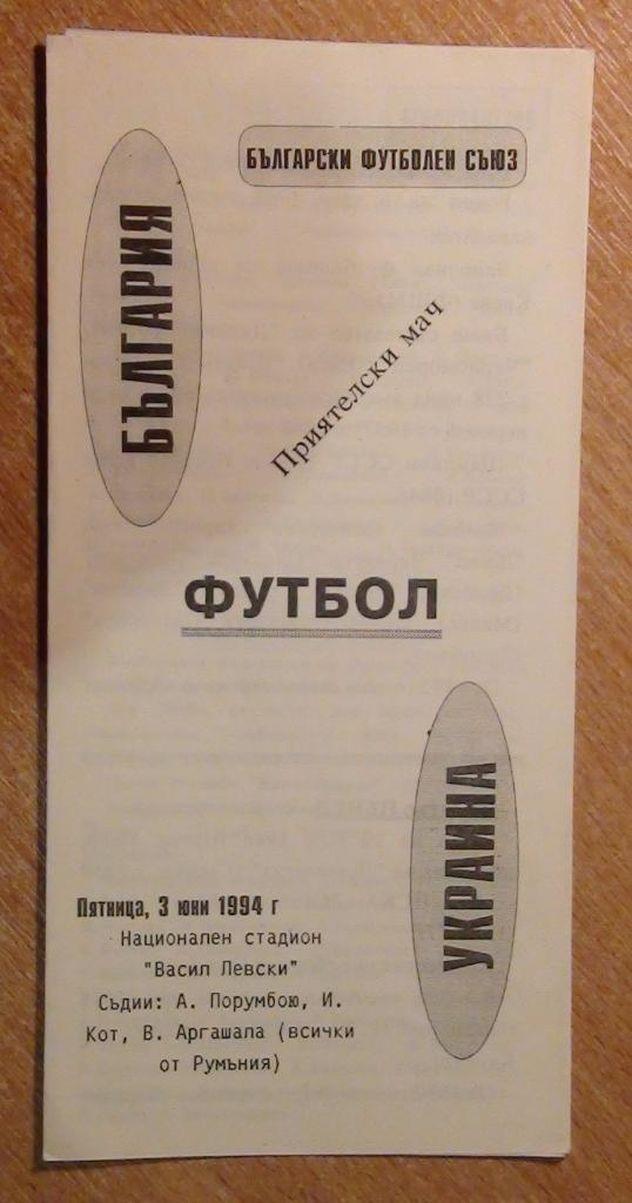 БЪЛГАРСКИ ФУТБОЛЕН СЪЮЗ
БЪЛГАРИЯ
Приятелски мач
ФУТБОЛ
УКРАИНА
Пятница, 3 юни 1994 г
Национален стадион
"Васил Левски"
Съдии: А. Порумбою, И.
Кот, В. Аргашала (всички
от Румъния)